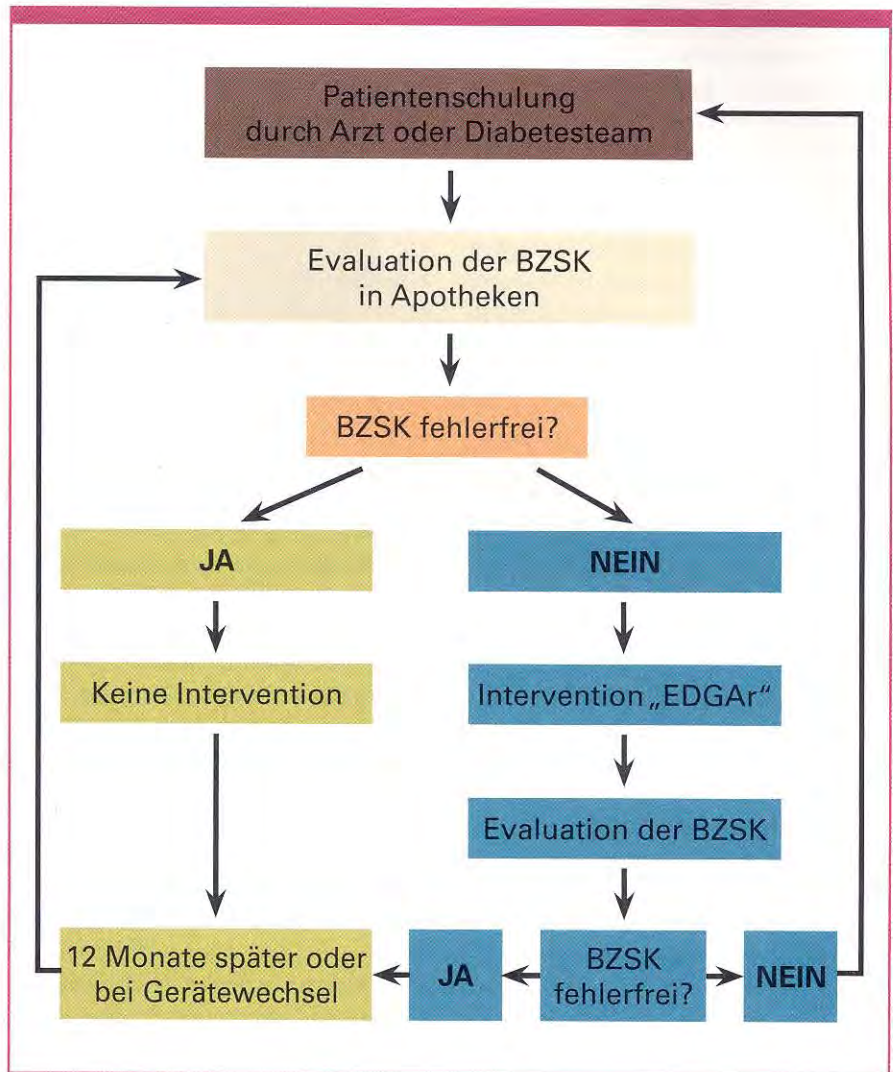 Patientenschulung
durch Arzt oder Diabetesteam
Evaluation der BZSK
in Apotheken
BZSK fehlerfrei?
JA
NEIN
Keine Intervention
Intervention „EDGAr“
Evaluation der BZSK
12 Monate später oder
bei Gerätewechsel
JA
BZSK
fehlerfrei?
NEIN